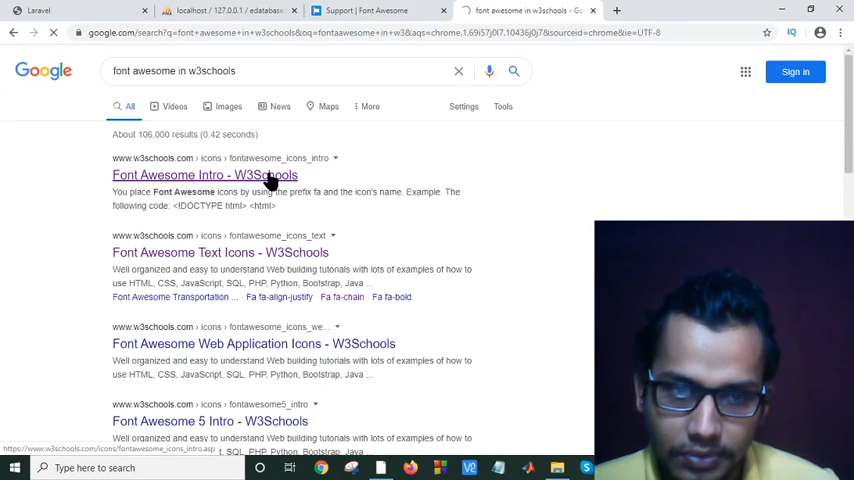 Laravel
localhost / 127.0.0.1 / edatabase
Support | Font Awesome
font awesome in w3schools - Goo
google.com/search?q=font+awesome+in+w3schools&oq=fontaawesome+in+w3&aqs=chrome.1.69i57j0l7.10436j0j7&sourceid=chrome&ie=UTF-8
IQ
Google
font awesome in w3schools
Sign in
All
Videos
Images
News
Maps
More
Settings
Tools
About 106,000 results (0.42 seconds)
www.w3schools.com › icons › fontawesome_icons_intro
Font Awesome Intro - W3Schools
You place Font Awesome icons by using the prefix fa and the icon's name. Example. The
following code: <!DOCTYPE html> <html>
www.w3schools.com › icons › fontawesome_icons_text
Font Awesome Text Icons - W3Schools
Well organized and easy to understand Web building tutorials with lots of examples of how to
use HTML, CSS, JavaScript, SQL, PHP, Python, Bootstrap, Java ...
Font Awesome Transportation ... · Fa fa-align-justify · Fa fa-chain · Fa fa-bold
www.w3schools.com › icons › fontawesome_icons_we...
Font Awesome Web Application Icons - W3Schools
Well organized and easy to understand Web building tutorials with lots of examples of how to
use HTML, CSS, JavaScript, SQL, PHP, Python, Bootstrap, Java ...
www.w3schools.com › icons › fontawesome5_intro
Font Awesome 5 Intro - W3Schools
Well organized and easy to understand Web building tutorials with lots of examples of how to
https://www.w3schools.com/icons/fontawesome_icons_intro.asp
Type here to search